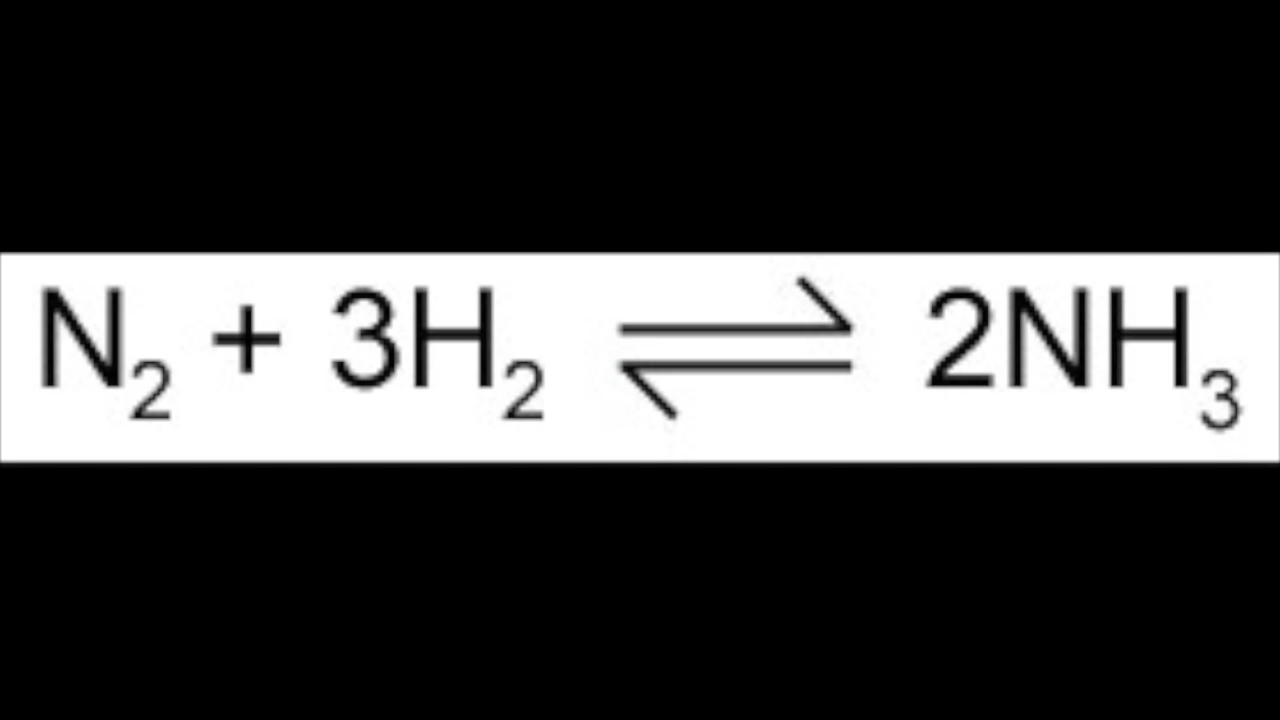 N₂ + 3H₂ ⇌ 2NH₃